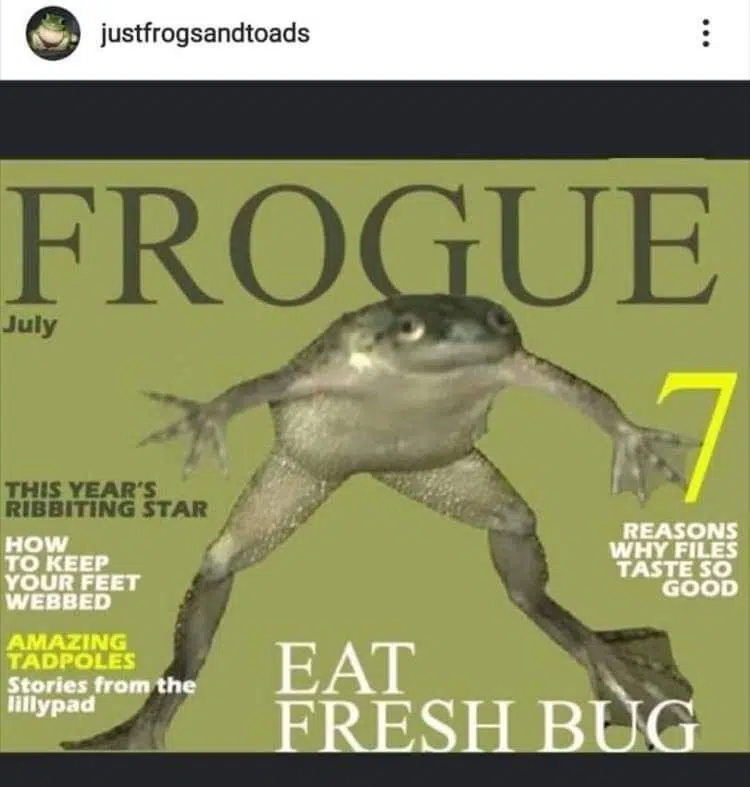 justfrogsandtoads
FROGUE
July
7
REASONS
WHY FILES
TASTE SO
GOOD
THIS YEAR'S
RIBBITING STAR
HOW
TO KEEP
YOUR FEET
WEBBED
AMAZING
TADPOLES
Stories from the
lillypad
EAT
FRESH BUG